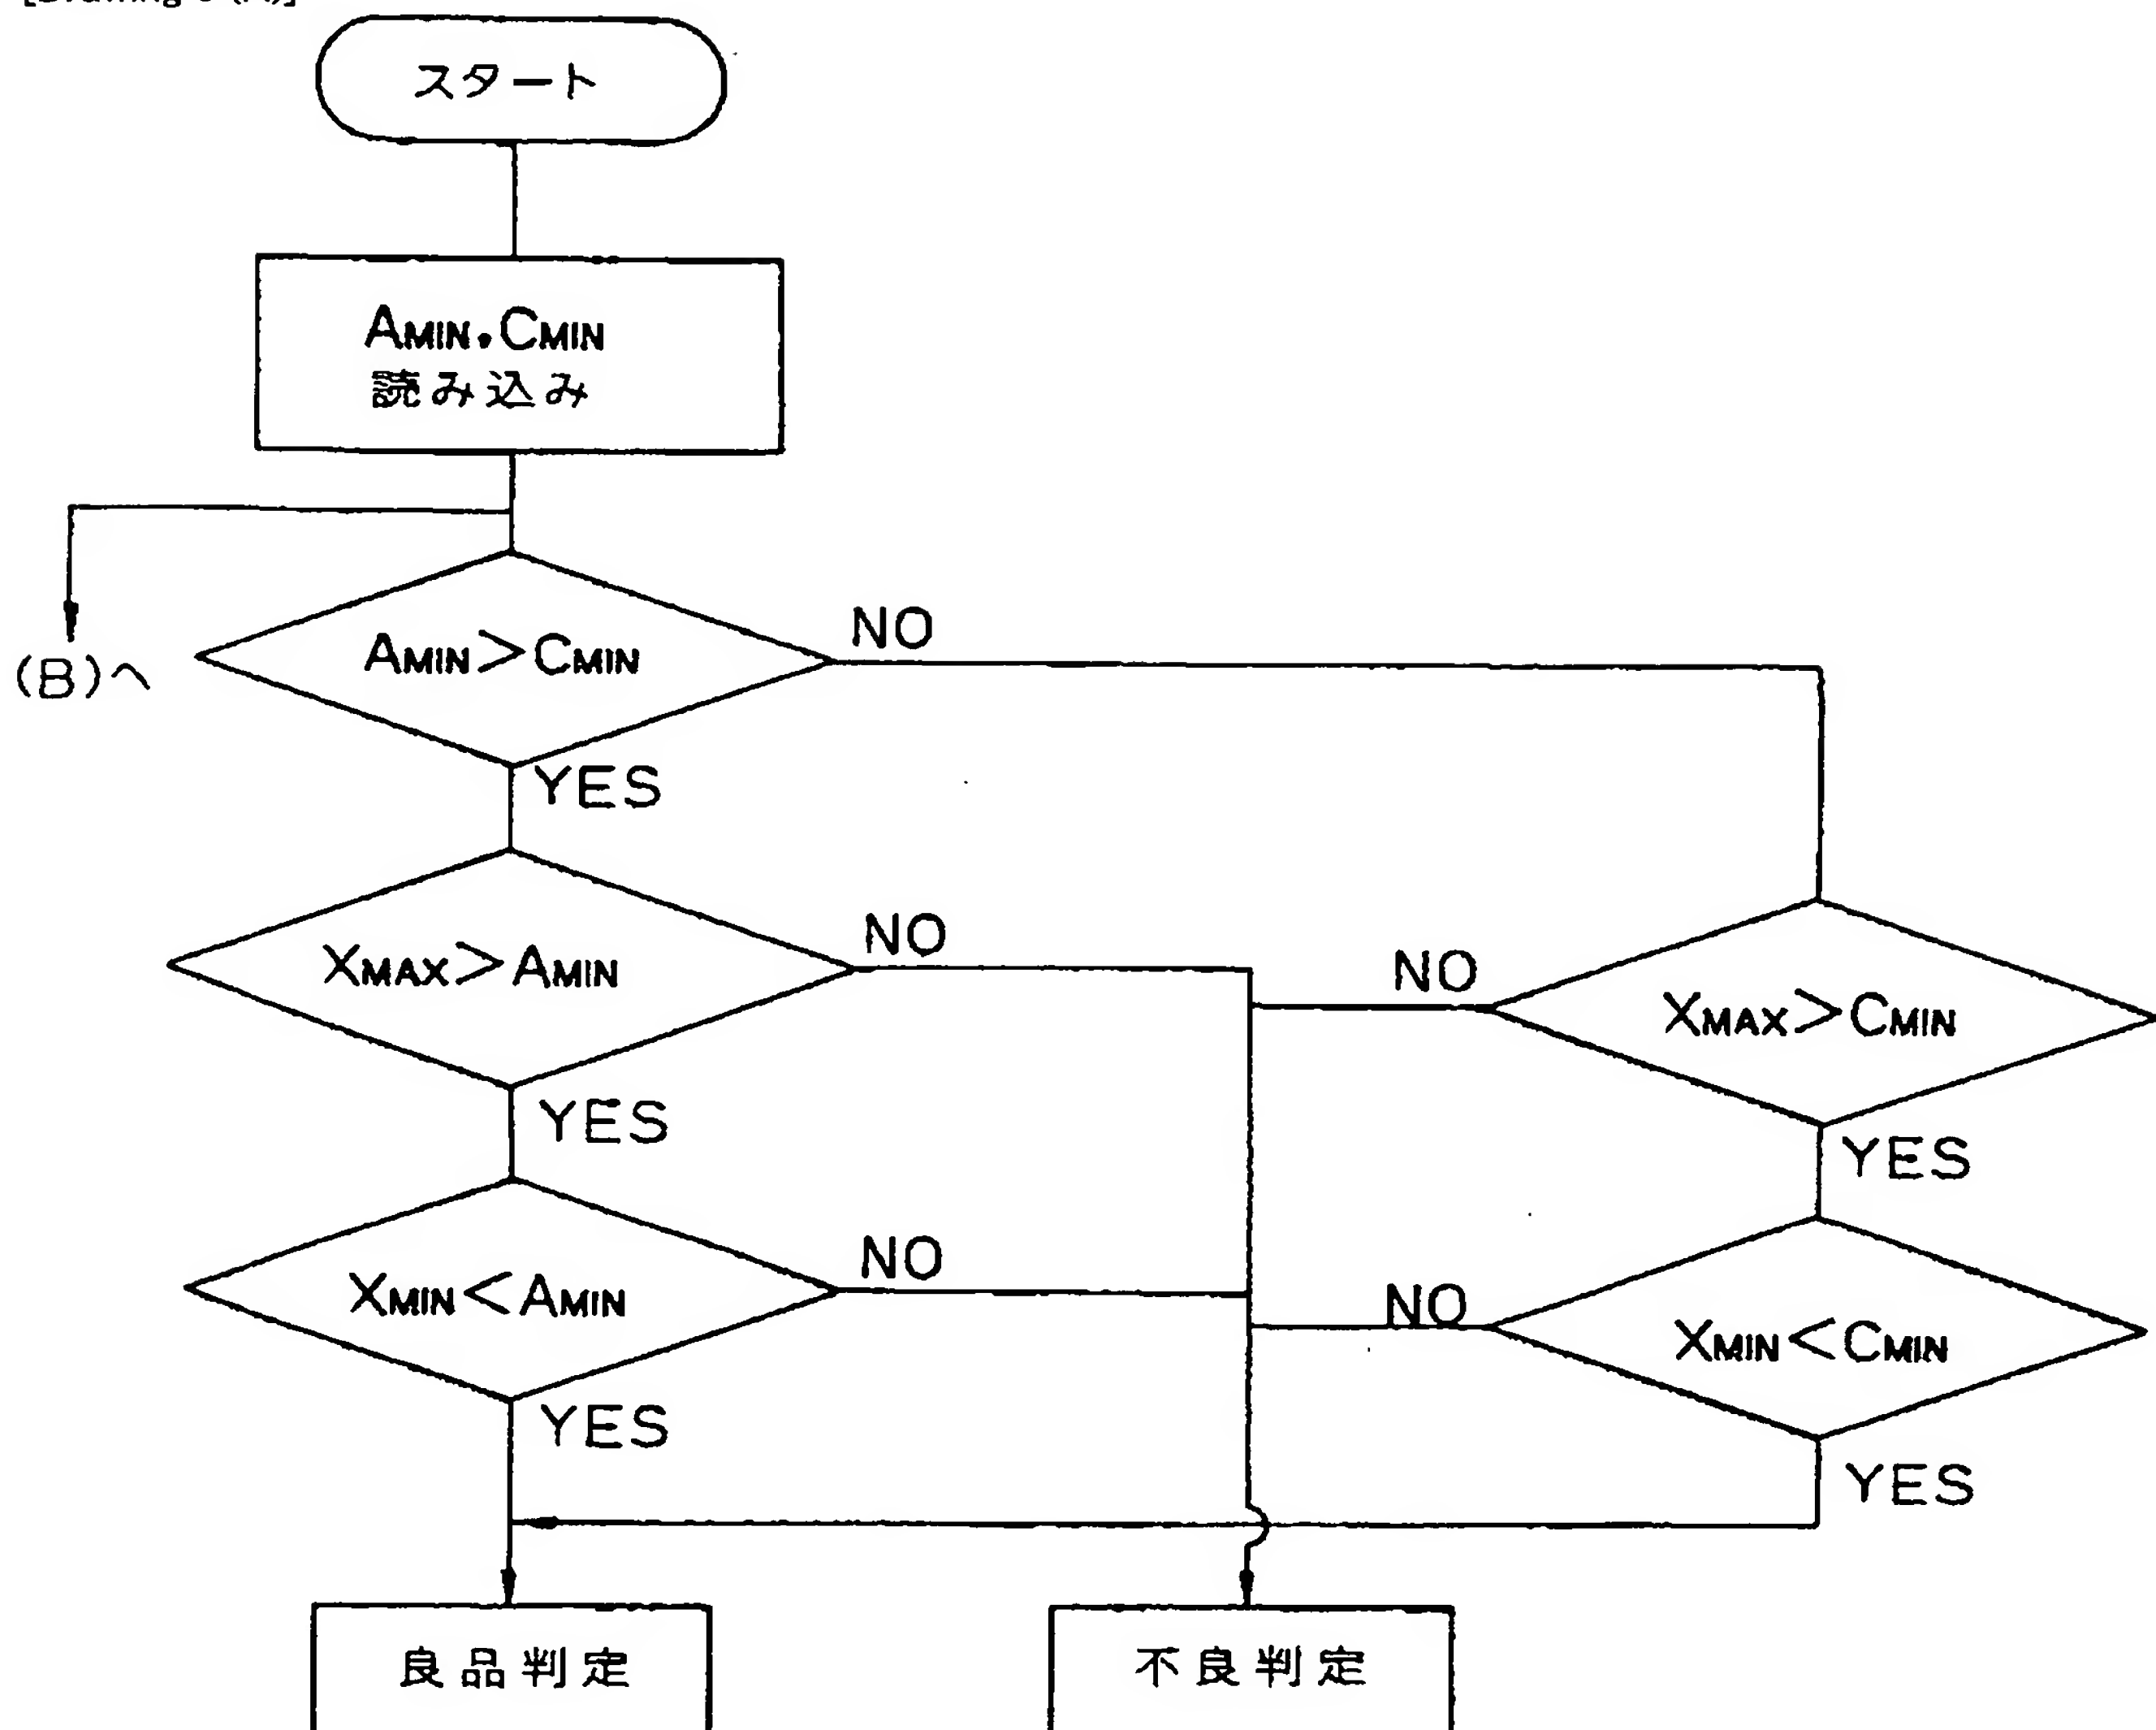 スタート
AMIN.CMIN
読み込み
(B)へ
AMIN>CMIN
NO
YES
XMAX>AMIN
NO
NO
XMAX>CMIN
YES
YES
XMIN<AMIN
NO
NO
XMIN<CMIN
YES
YES
良品判定
不良判定